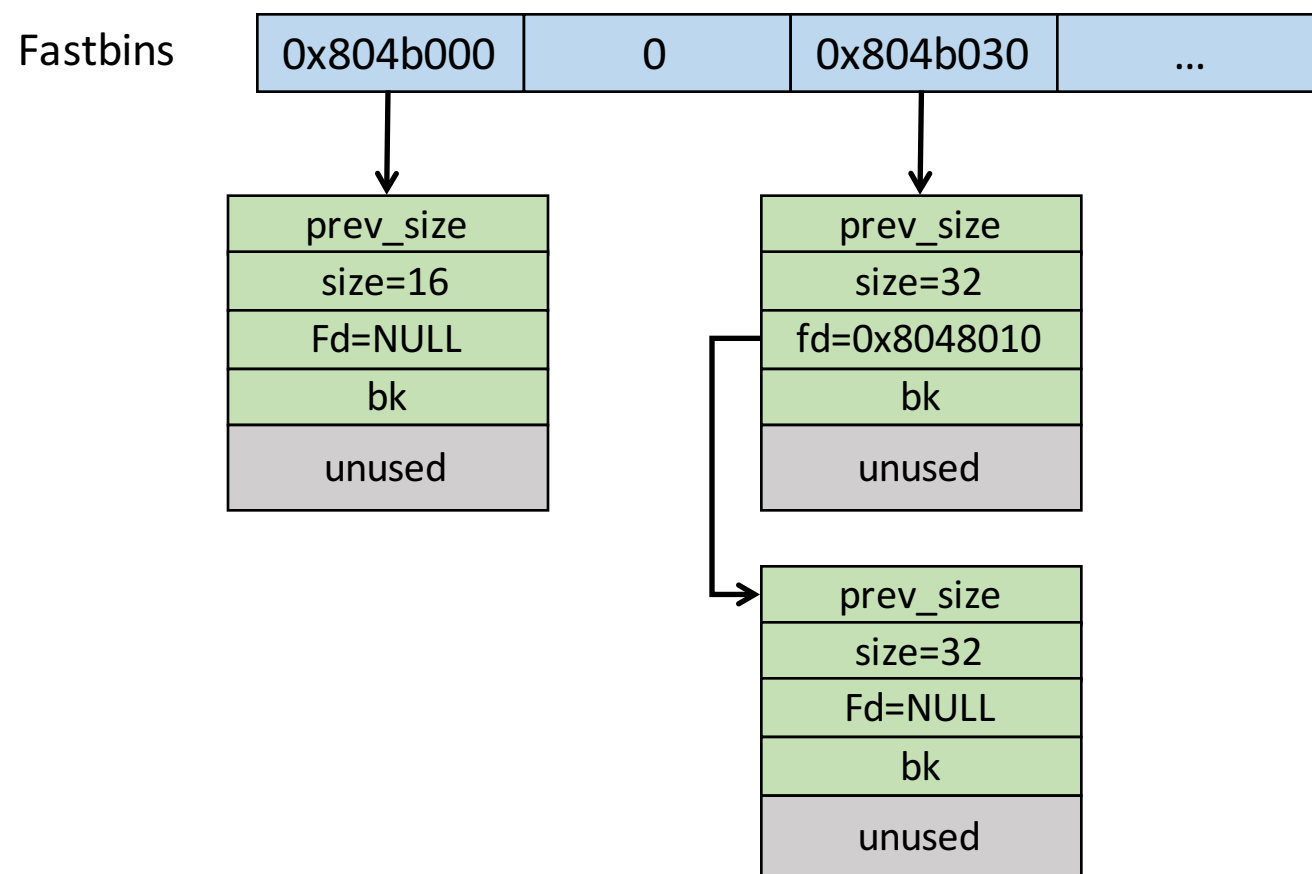 Fastbins
0x804b000
0
0x804b030
...
prev_size
size=16
Fd=NULL
bk
unused
prev_size
size=32
fd=0x8048010
bk
unused
prev_size
size=32
Fd=NULL
bk
unused